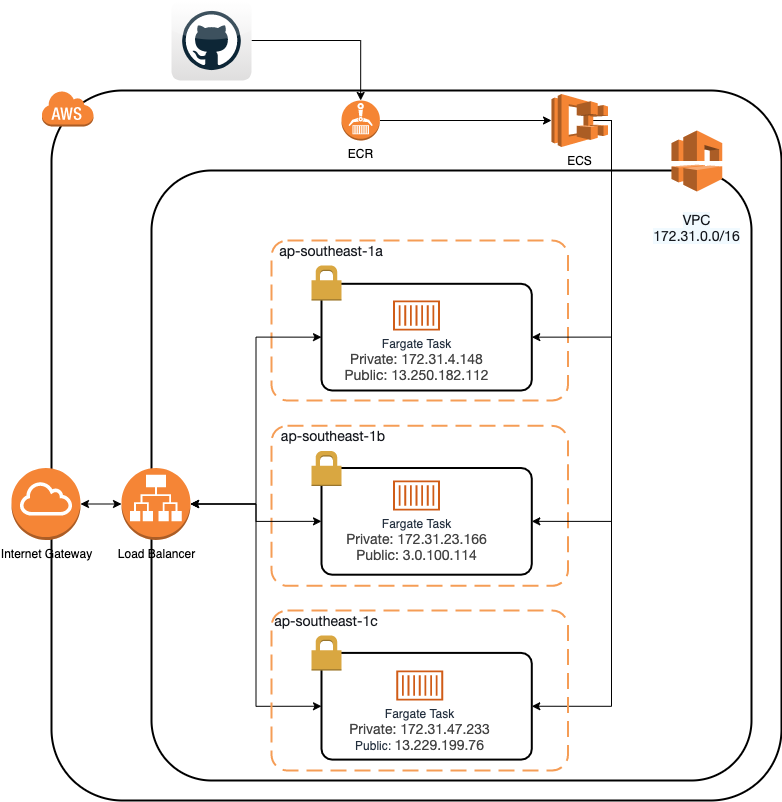 AWS
ECR
ECS
VPC
172.31.0.0/16
ap-southeast-1a
Fargate Task
Private: 172.31.4.148
Public: 13.250.182.112
ap-southeast-1b
Fargate Task
Private: 172.31.23.166
Public: 3.0.100.114
Internet Gateway
Load Balancer
ap-southeast-1c
Fargate Task
Private: 172.31.47.233
Public: 13.229.199.76